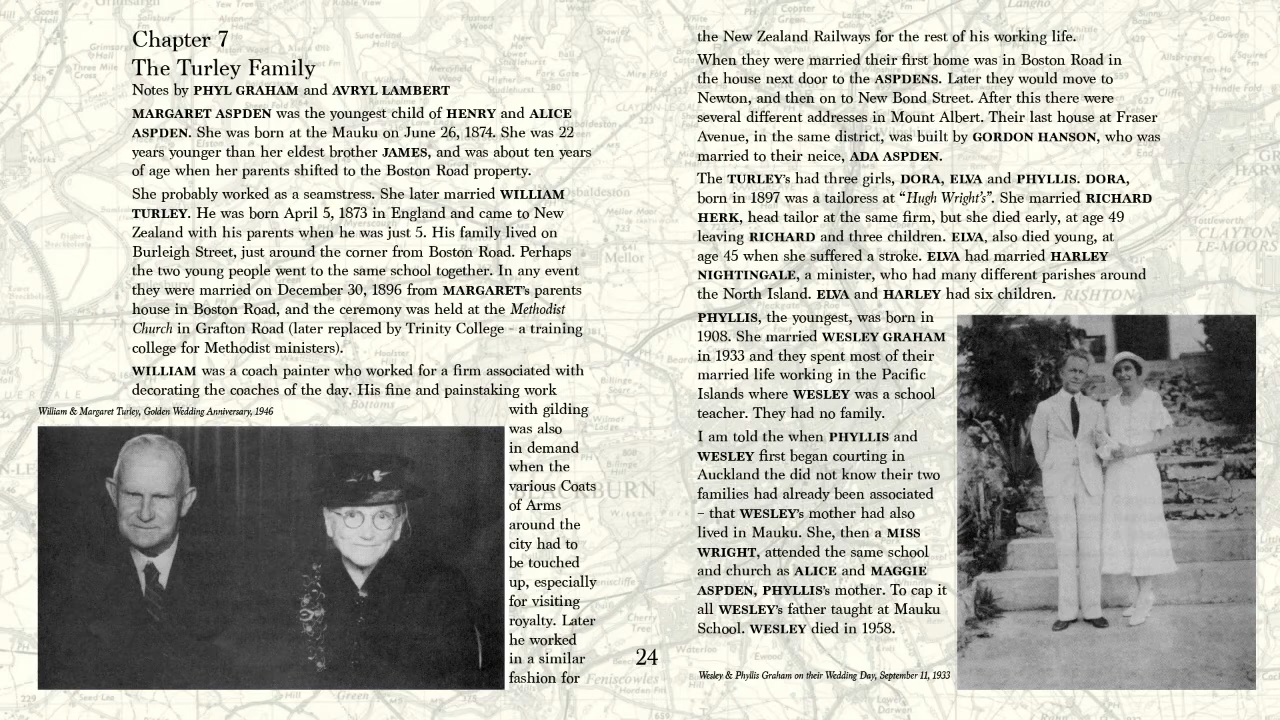 Chapter 7
The Turley Family
Notes by PHYL GRAHAM and AVRYL LAMBERT
MARGARET ASPDEN was the youngest child of HENRY and ALICE
ASPDEN. She was born at the Mauku on June 26, 1874. She was 22
years younger than her eldest brother JAMES, and was about ten years
of age when her parents shifted to the Boston Road property.
She probably worked as a seamstress. She later married WILLIAM
TURLEY. He was born April 5, 1873 in England and came to New
Zealand with his parents when he was just 5. His family lived on
Burleigh Street, just around the corner from Boston Road. Perhaps
the two young people went to the same school together. In any event
they were married on December 30, 1896 from MARGARET's parents
house in Boston Road, and the ceremony was held at the Methodist
Church in Grafton Road (later replaced by Trinity College - a training
college for Methodist ministers).
WILLIAM was a coach painter who worked for a firm associated with
decorating the coaches of the day. His fine and painstaking work
with gilding
was also
in demand
when the
various Coats
of Arms
around the
city had to
be touched
up, especially
for visiting
royalty. Later
he worked
in a similar
fashion for
William & Margaret Turley, Golden Wedding Anniversary, 1946
24
the New Zealand Railways for the rest of his working life.
When they were married their first home was in Boston Road in
the house next door to the ASPDENS. Later they would move to
Newton, and then on to New Bond Street. After this there were
several different addresses in Mount Albert. Their last house at Fraser
Avenue, in the same district, was built by GORDON HANSON, who was
married to their neice, ADA ASPDEN.
The TURLEY's had three girls, DORA, ELVA and PHYLLIS. DORA,
born in 1897 was a tailoress at “Hugh Wright’s”. She married RICHARD
HERK, head tailor at the same firm, but she died early, at age 49
leaving RICHARD and three children. ELVA, also died young, at
age 45 when she suffered a stroke. ELVA had married HARLEY
NIGHTINGALE, a minister, who had many different parishes around
the North Island. ELVA and HARLEY had six children.
PHYLLIS, the youngest, was born in
1908. She married WESLEY GRAHAM
in 1933 and they spent most of their
married life working in the Pacific
Islands where WESLEY was a school
teacher. They had no family.
I am told the when PHYLLIS and
WESLEY first began courting in
Auckland the did not know their two
families had already been associated
– that WESLEY's mother had also
lived in Mauku. She, then a MISS
WRIGHT, attended the same school
and church as ALICE and MAGGIE
ASPDEN, PHYLLIS's mother. To cap it
all WESLEY's father taught at Mauku
School. WESLEY died in 1958.
Wesley & Phyllis Graham on their Wedding Day, September 11, 1933
BLACKBURN
RISHTON
CLAYTON-
LE-MOORS
Feniscowles
Mellor